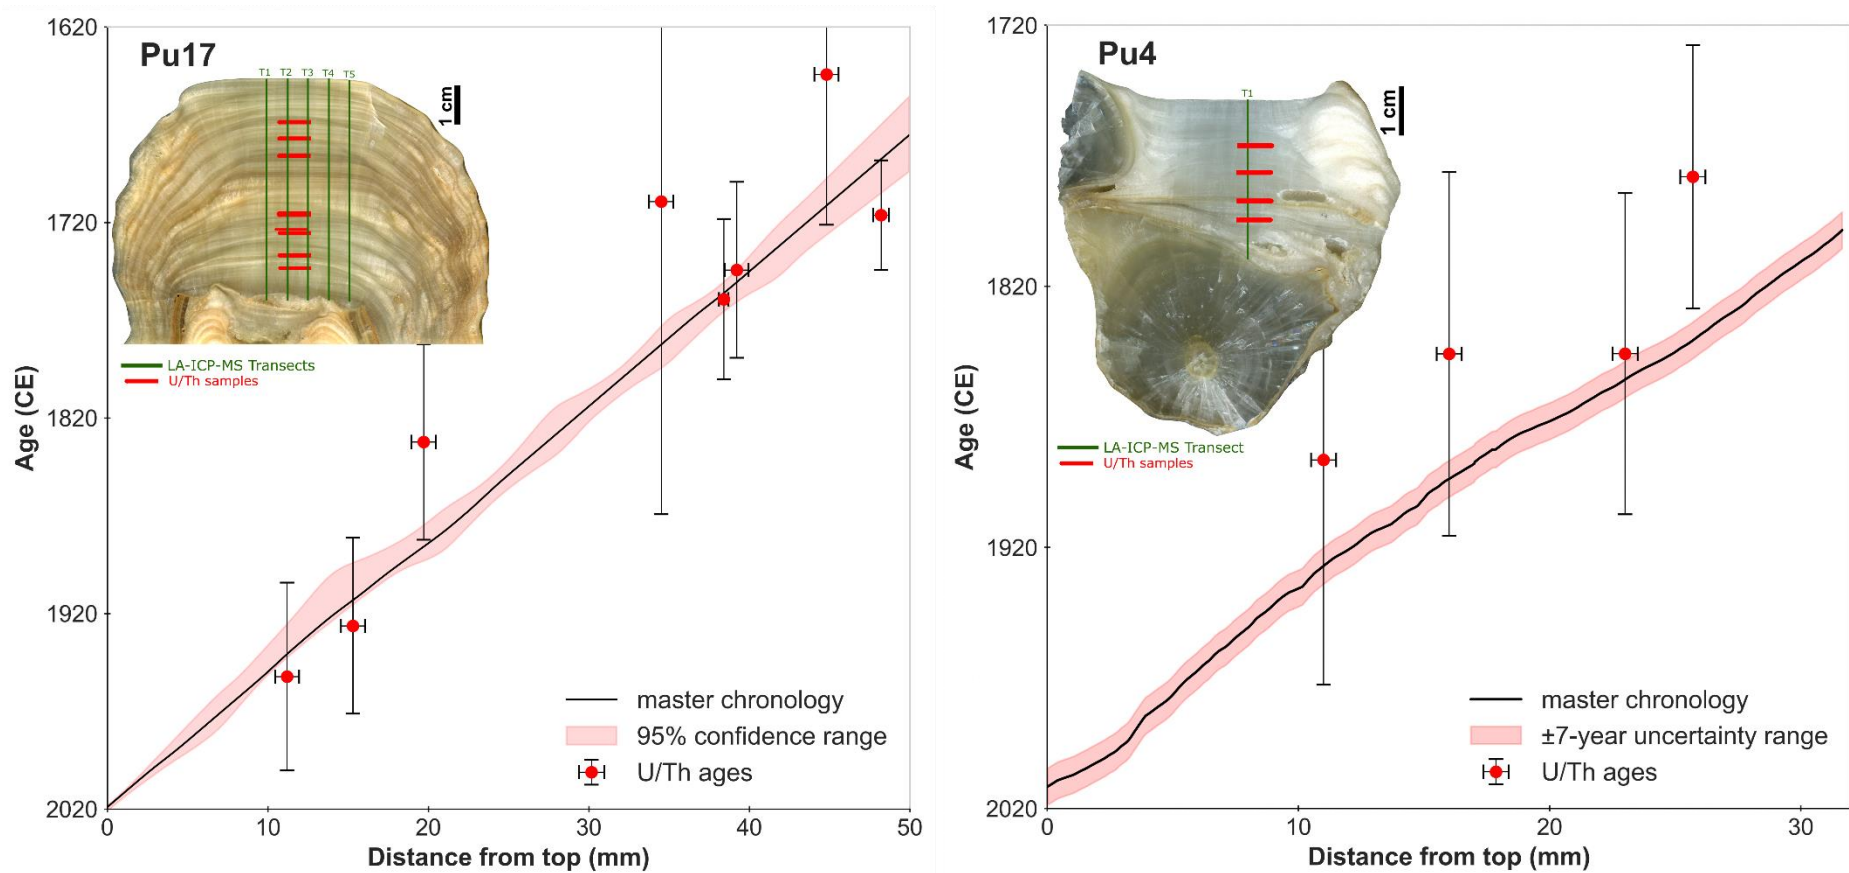 Pu17
T1 T2 T3 T4 T5
1 cm
LA-ICP-MS Transects
U/Th samples
Age (CE)
1620
1720
1820
1920
2020
master chronology
95% confidence range
U/Th ages
0 10 20 30 40 50
Distance from top (mm)
Pu4
T1
1 cm
LA-ICP-MS Transect
U/Th samples
Age (CE)
1720
1820
1920
2020
master chronology
±7-year uncertainty range
U/Th ages
0 10 20 30
Distance from top (mm)